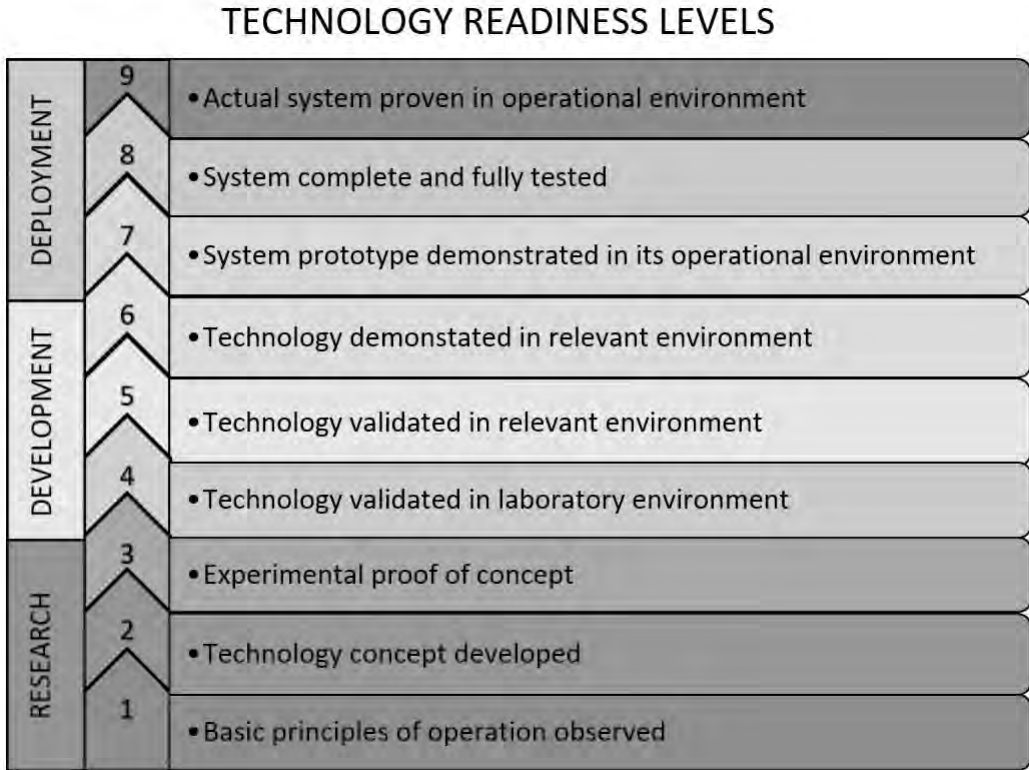 TECHNOLOGY READINESS LEVELS
DEPLOYMENT
9
•Actual system proven in operational environment
8
•System complete and fully tested
7
•System prototype demonstrated in its operational environment
DEVELOPMENT
6
•Technology demonstated in relevant environment
5
•Technology validated in relevant environment
4
•Technology validated in laboratory environment
RESEARCH
3
•Experimental proof of concept
2
•Technology concept developed
1
•Basic principles of operation observed